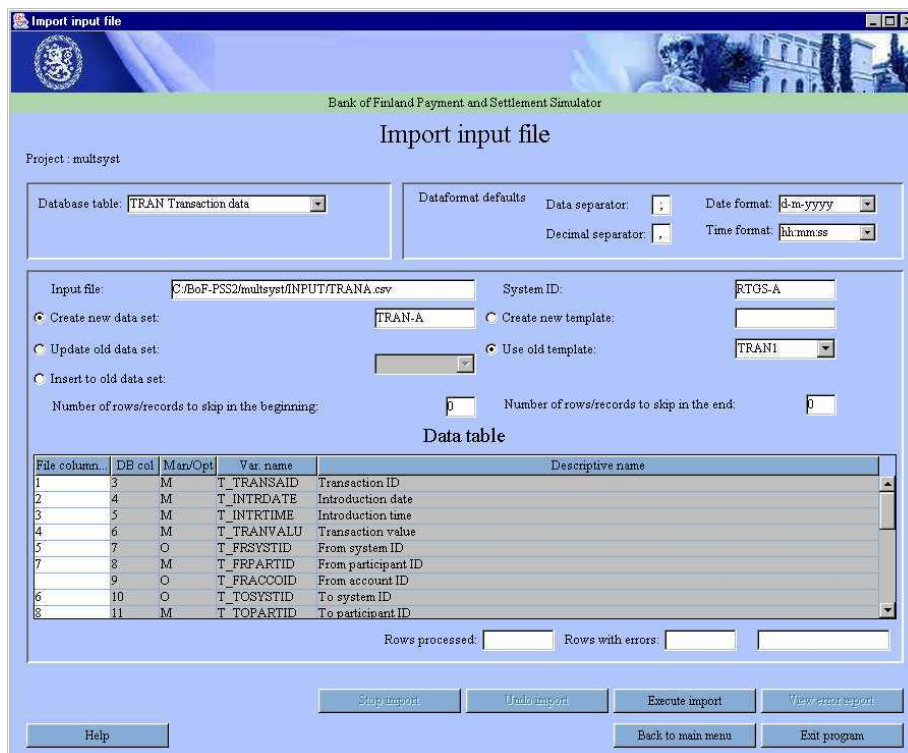 Import input file
Bank of Finland Payment and Settlement Simulator
Import input file
Project : multsyst
Database table: TRAN Transaction data
Dataformat defaults Data separator: ; Date format: d-m-yyyy
Decimal separator: , Time format: hh:mm:ss
Input file: C:/BoF-PSS2/multsyst/INPUT/TRANA.csv System ID: RTGS-A
Create new data set: TRAN-A Create new template:
Update old data set: Use old template: TRAN1
Insert to old data set:
Number of rows/records to skip in the beginning: 0 Number of rows/records to skip in the end: 0
Data table
File column... DB col Man/Opt Var. name Descriptive name
1 3 M T_TRANSAID Transaction ID
2 4 M T_INTRDATE Introduction date
3 5 M T_INTRTIME Introduction time
4 6 M T_TRANVALU Transaction value
5 7 O T_FRSYSTID From system ID
7 8 M T_FRPARTID From participant ID
9 O T_FRACCOID From account ID
6 10 O T_TOSYSTID To system ID
8 11 M T_TOPARTID To participant ID
Rows processed: Rows with errors:
Stop import Undo import Execute import View error report
Help Back to main menu Exit program